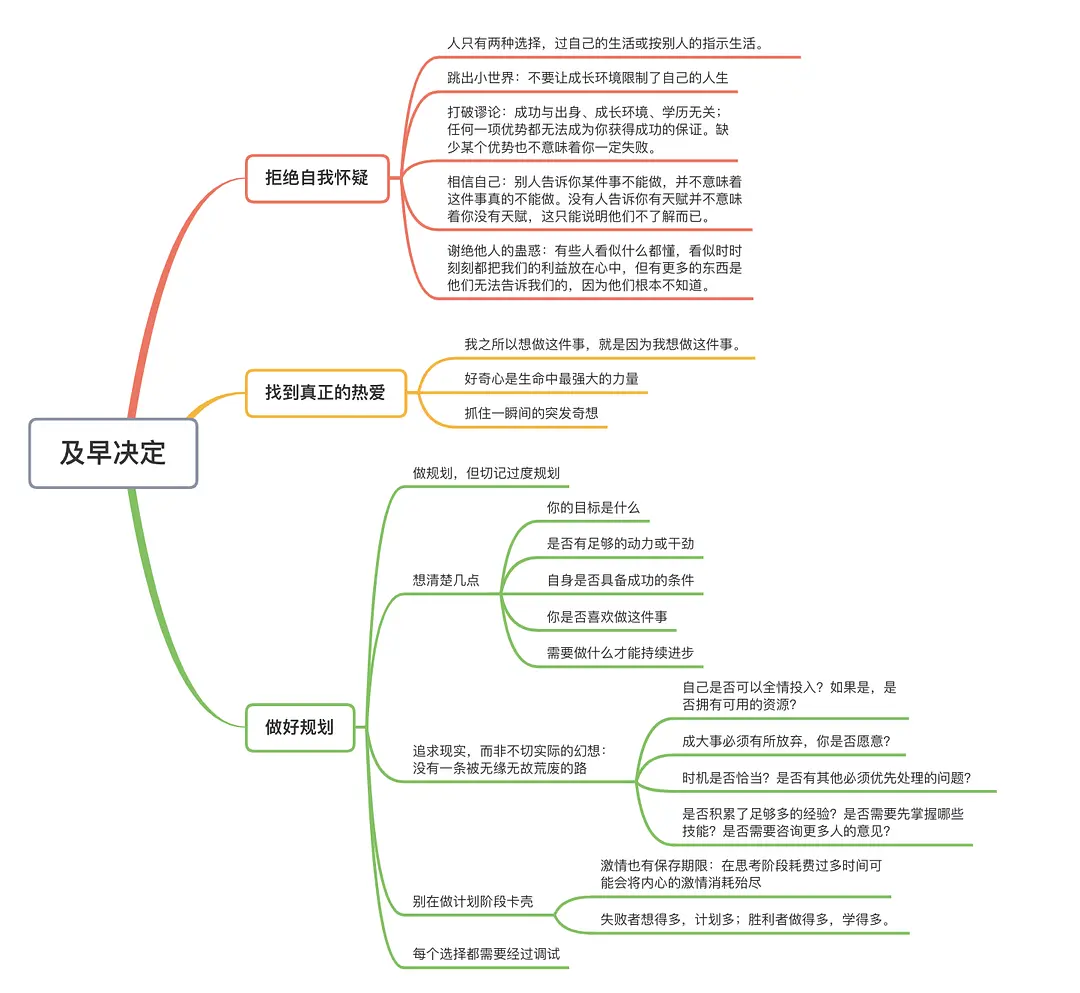 及早决定
拒绝自我怀疑
人只有两种选择，过自己的生活或按别人的指示生活。
跳出小世界：不要让成长环境限制了自己的人生
打破谬论：成功与出身、成长环境、学历无关；
任何一项优势都无法成为你获得成功的保证。缺
少某个优势也不意味着你一定失败。
相信自己：别人告诉你某件事不能做，并不意味着
这件事真的不能做。没有人告诉你有天赋并不意味
着你没有天赋，这只能说明他们不了解而已。
谢绝他人的蛊惑：有些人看似什么都懂，看似时时
刻刻都把我们的利益放在心中，但有更多的东西是
他们无法告诉我们的，因为他们根本不知道。
找到真正的热爱
我之所以想做这件事，就是因为我想做这件事。
好奇心是生命中最强大的力量
抓住一瞬间的突发奇想
做好规划
做规划，但切记过度规划
想清楚几点
你的目标是什么
是否有足够的动力或干劲
自身是否具备成功的条件
你是否喜欢做这件事
需要做什么才能持续进步
追求现实，而非不切实际的幻想：
没有一条被无缘无故荒废的路
自己是否可以全情投入？如果是，是
否拥有可用的资源？
成大事必须有所放弃，你是否愿意？
时机是否恰当？是否有其他必须优先处理的问题？
是否积累了足够多的经验？是否需要先掌握哪些
技能？是否需要咨询更多人的意见？
别在做计划阶段卡壳
激情也有保存期限：在思考阶段耗费过多时间可
能会将内心的激情消耗殆尽
失败者想得多，计划多；胜利者做得多，学得多。
每个选择都需要经过调试